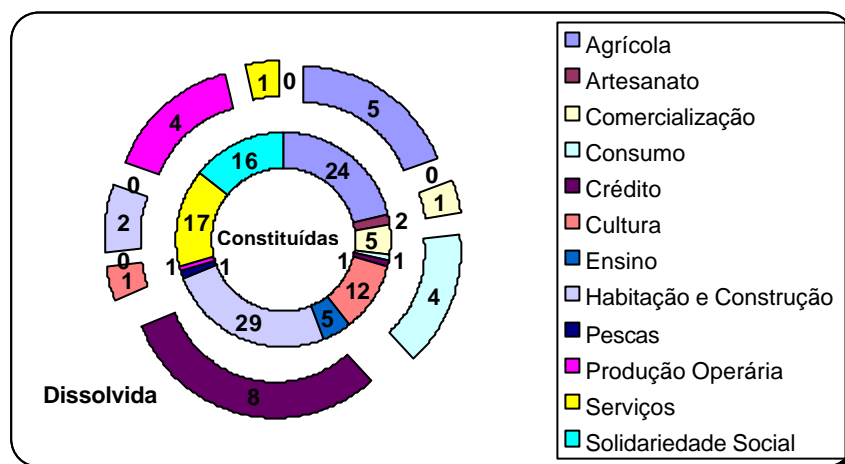 1 0
5
4
16
24
0
1
0
2
17
Constituídas
2
5
0
1
1
1
1
1
12
4
29
5
Dissolvida
8
Agrícola
Artesanato
Comercialização
Consumo
Crédito
Cultura
Ensino
Habitação e Construção
Pescas
Produção Operária
Serviços
Solidariedade Social